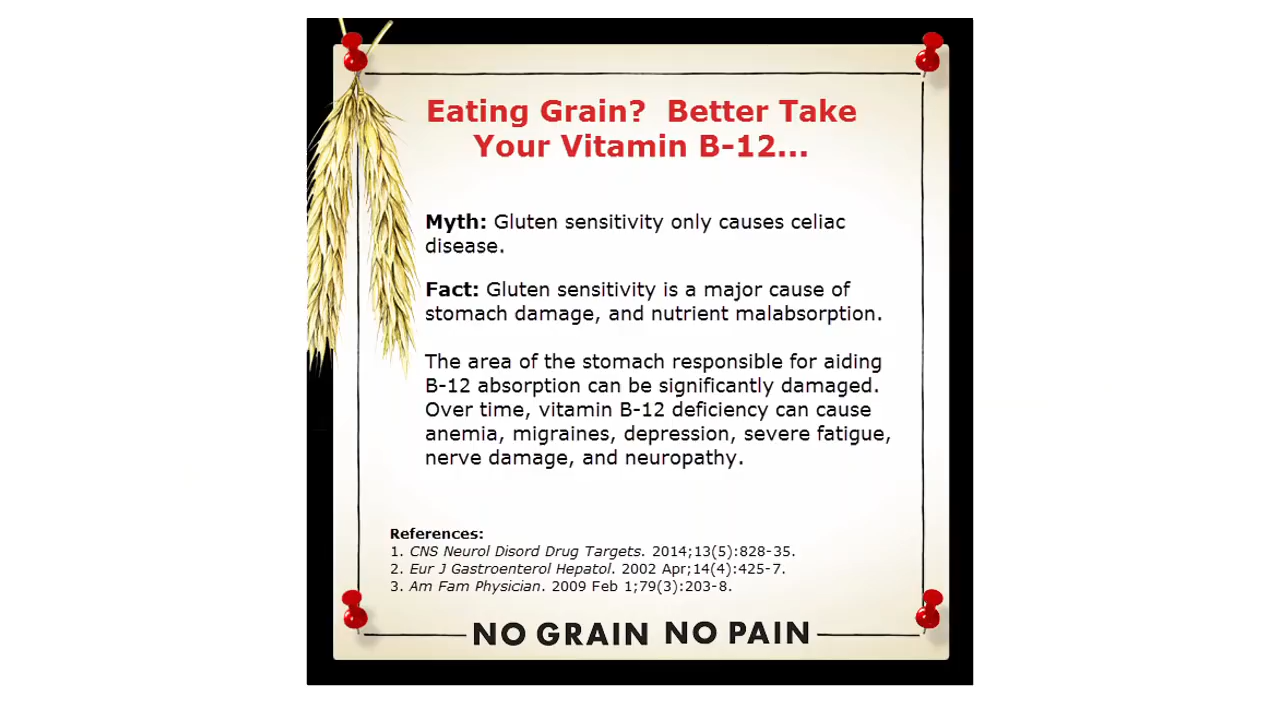 Eating Grain?  Better Take
Your Vitamin B-12...
Myth: Gluten sensitivity only causes celiac
disease.
Fact: Gluten sensitivity is a major cause of
stomach damage, and nutrient malabsorption.
The area of the stomach responsible for aiding
B-12 absorption can be significantly damaged.
Over time, vitamin B-12 deficiency can cause
anemia, migraines, depression, severe fatigue,
nerve damage, and neuropathy.
References:
1. CNS Neurol Disord Drug Targets. 2014;13(5):828-35.
2. Eur J Gastroenterol Hepatol. 2002 Apr;14(4):425-7.
3. Am Fam Physician. 2009 Feb 1;79(3):203-8.
NO GRAIN NO PAIN